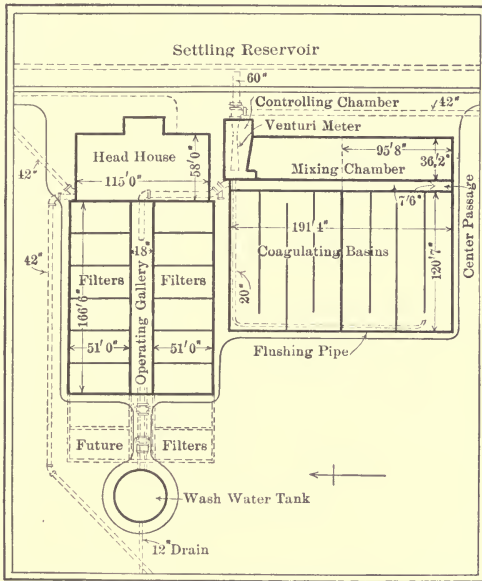 Settling Reservoir
60"
Controlling Chamber
42"
Venturi Meter
Head House
58'0"
95'8"
36'2"
Mixing Chamber
42"
115'0"
7'6"
Center Passage
191'4"
18"
Coagulating Basins
120'7"
42"
Filters
Filters
20"
Operating Gallery
166'6"
51'0"
51'0"
Flushing Pipe
Future
Filters
Wash Water Tank
12" Drain